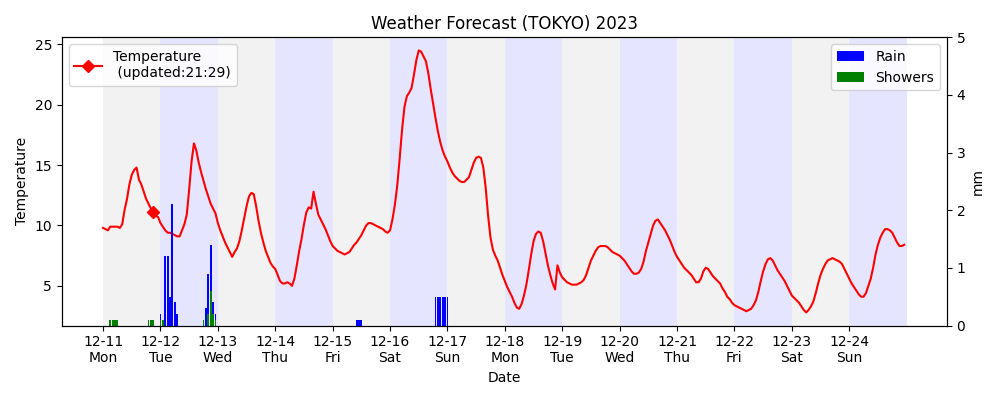 Weather Forecast (TOKYO) 2023
Temperature
(updated:21:29)
Rain
Showers
Temperature
25
20
15
10
5
5
4
3
2
1
0
mm
12-11 12-12 12-13 12-14 12-15 12-16 12-17 12-18 12-19 12-20 12-21 12-22 12-23 12-24
Mon Tue Wed Thu Fri Sat Sun Mon Tue Wed Thu Fri Sat Sun
Date